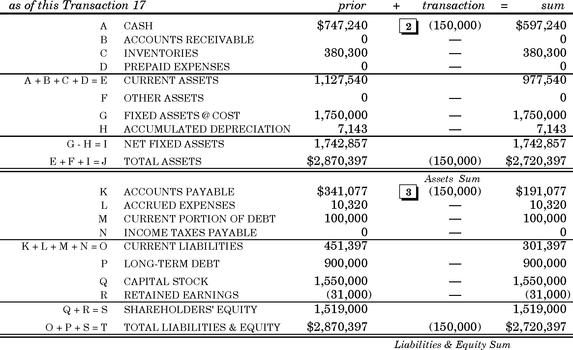 as of this Transaction 17 prior + transaction = sum
A CASH $747,240 2 (150,000) $597,240
B ACCOUNTS RECEIVABLE 0 — 0
C INVENTORIES 380,300 — 380,300
D PREPAID EXPENSES 0 — 0
A + B + C + D = E CURRENT ASSETS 1,127,540 977,540
F OTHER ASSETS 0 — 0
G FIXED ASSETS @ COST 1,750,000 — 1,750,000
H ACCUMULATED DEPRECIATION 7,143 — 7,143
G - H = I NET FIXED ASSETS 1,742,857 1,742,857
E + F + I = J TOTAL ASSETS $2,870,397 (150,000) $2,720,397
Assets Sum
K ACCOUNTS PAYABLE $341,077 3 (150,000) $191,077
L ACCRUED EXPENSES 10,320 — 10,320
M CURRENT PORTION OF DEBT 100,000 — 100,000
N INCOME TAXES PAYABLE 0 — 0
K + L + M + N = O CURRENT LIABILITIES 451,397 301,397
P LONG-TERM DEBT 900,000 — 900,000
Q CAPITAL STOCK 1,550,000 — 1,550,000
R RETAINED EARNINGS (31,000) — (31,000)
Q + R = S SHAREHOLDERS' EQUITY 1,519,000 1,519,000
O + P + S = T TOTAL LIABILITIES & EQUITY $2,870,397 (150,000) $2,720,397
Liabilities & Equity Sum